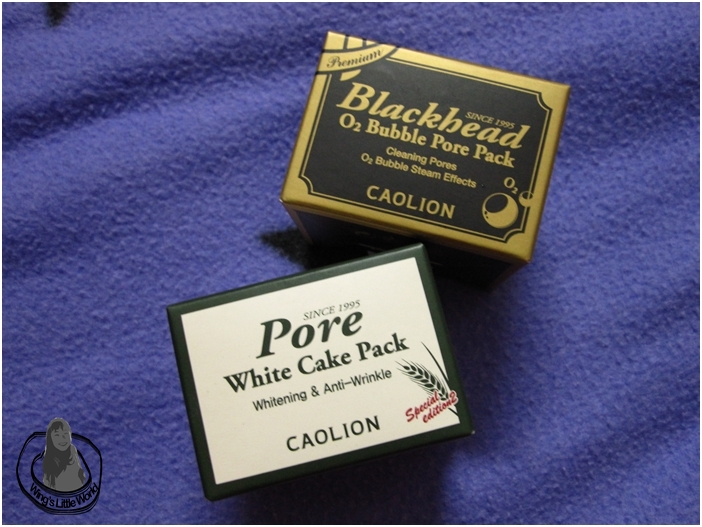 Premium
Blackhead
SINCE 1995
O₂ Bubble Pore Pack
Cleaning Pores
O₂ Bubble Steam Effects
O₂
CAOLION
SINCE 1995
Pore
White Cake Pack
Whitening & Anti-Wrinkle
Special
edition2
CAOLION
Wing's Little World